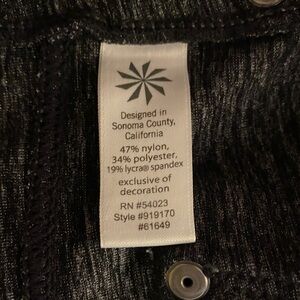 Designed in
Sonoma County,
California
47% nylon,
34% polyester,
19% lycra® spandex
exclusive of
decoration
RN #54023
Style #919170
#61649